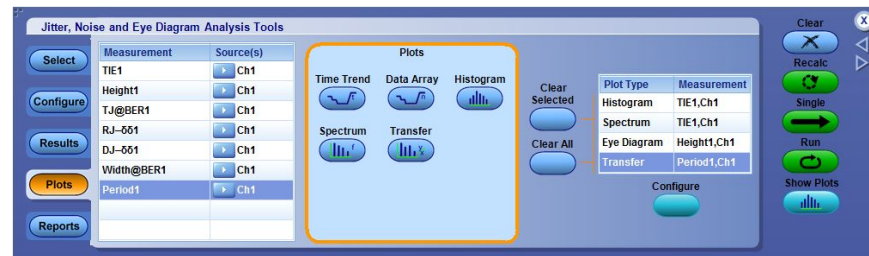 Jitter, Noise and Eye Diagram Analysis Tools
Clear
X
Select
Configure
Results
Plots
Reports
Measurement Source(s)
TIE1 Ch1
Height1 Ch1
TJ@BER1 Ch1
RJ–δδ1 Ch1
DJ–δδ1 Ch1
Width@BER1 Ch1
Period1 Ch1
Plots
Time Trend Data Array Histogram
Spectrum Transfer
Clear
Selected
Clear All
Plot Type Measurement
Histogram TIE1,Ch1
Spectrum TIE1,Ch1
Eye Diagram Height1,Ch1
Transfer Period1,Ch1
Configure
Recalc
Single
Run
Show Plots